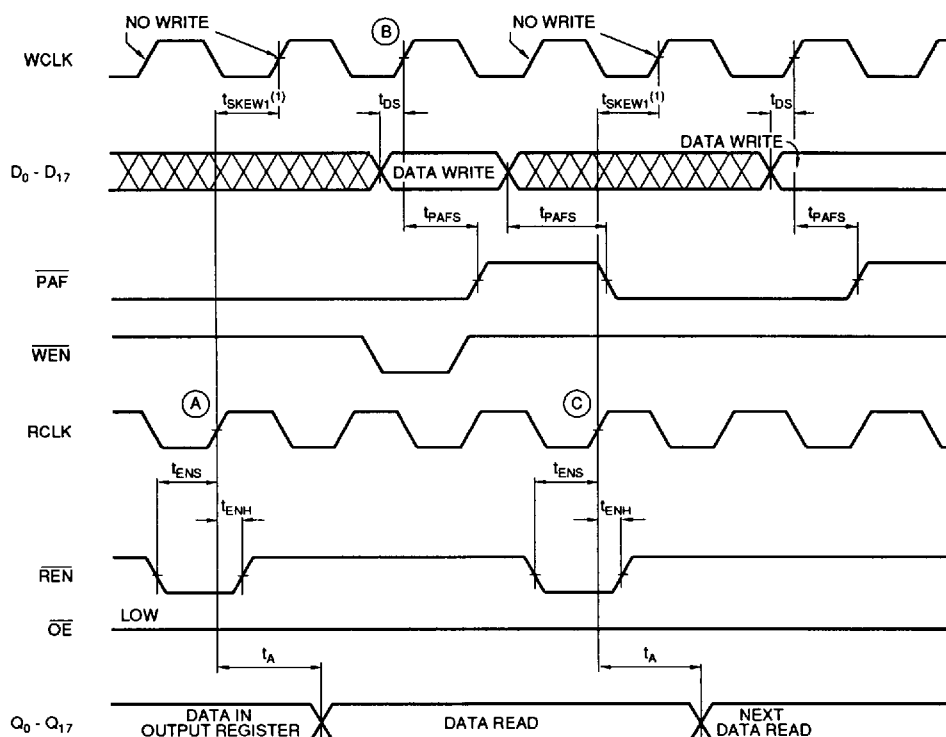 NO WRITE
B
NO WRITE
WCLK
tSKEW1(1)
tDS
tSKEW1(1)
tDS
D0 - D17
DATA WRITE
DATA WRITE
tPAFS
tPAFS
tPAFS
PAF
WEN
A
C
RCLK
tENS
tENS
tENH
tENH
REN
LOW
OE
tA
tA
Q0 - Q17
DATA IN
OUTPUT REGISTER
DATA READ
NEXT
DATA READ